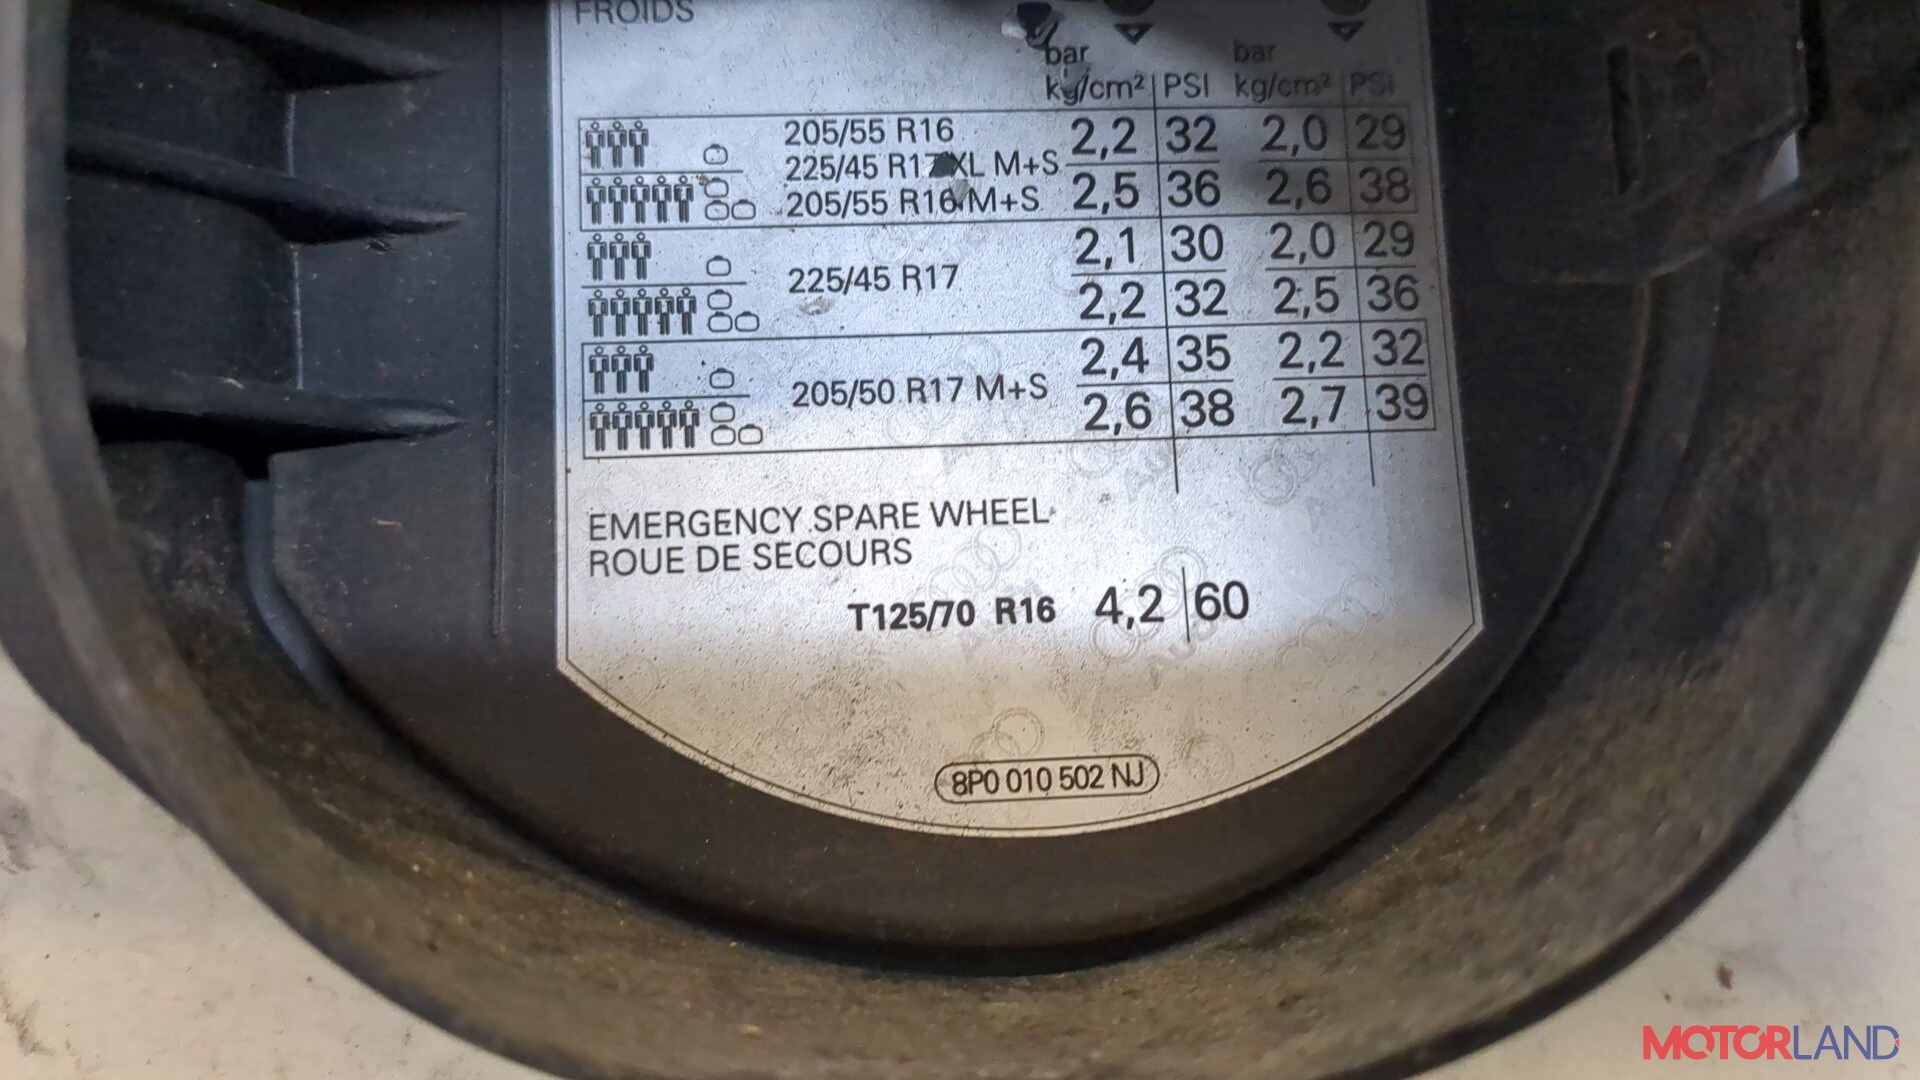 FROIDS
bar bar
kg/cm² PSI kg/cm² PSI
205/55 R16 2,2 32 2,0 29
225/45 R17 XL M+S
205/55 R16 M+S 2,5 36 2,6 38
2,1 30 2,0 29
225/45 R17
2,2 32 2,5 36
2,4 35 2,2 32
205/50 R17 M+S
2,6 38 2,7 39
EMERGENCY SPARE WHEEL
ROUE DE SECOURS
T125/70 R16 4,2 60
8P0 010 502 NJ
MOTORLAND